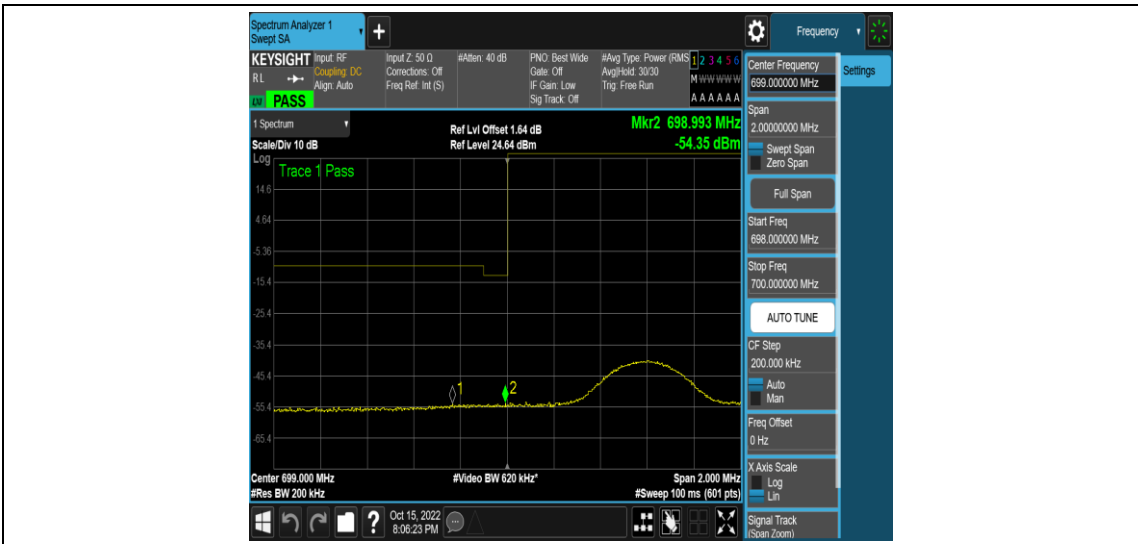 Spectrum Analyzer 1
Swept SA
+
Frequency
KEYSIGHT
RL
LXI
PASS
Input: RF
Coupling: DC
Align: Auto
Input Z: 50 Ω
Corrections: Off
Freq Ref: Int (S)
#Atten: 40 dB
PNO: Best Wide
Gate: Off
IF Gain: Low
Sig Track: Off
#Avg Type: Power (RMS
Avg|Hold: 30/30
Trig: Free Run
1 2 3 4 5 6
M W W W W W
A A A A A A
Center Frequency
699.000000 MHz
Settings
1 Spectrum
Scale/Div 10 dB
Ref Lvl Offset 1.64 dB
Ref Level 24.64 dBm
Mkr2 698.993 MHz
-54.35 dBm
Log
Trace 1 Pass
14.6
4.64
-5.36
-15.4
-25.4
-35.4
-45.4
-55.4
-65.4
1
2
Center 699.000 MHz
#Res BW 200 kHz
#Video BW 620 kHz*
Span 2.000 MHz
#Sweep 100 ms (601 pts)
Span
2.00000000 MHz
Swept Span
Zero Span
Full Span
Start Freq
698.000000 MHz
Stop Freq
700.000000 MHz
AUTO TUNE
CF Step
200.000 kHz
Auto
Man
Freq Offset
0 Hz
X Axis Scale
Log
Lin
Signal Track
(Span Zoom)
?
Oct 15, 2022
8:06:23 PM